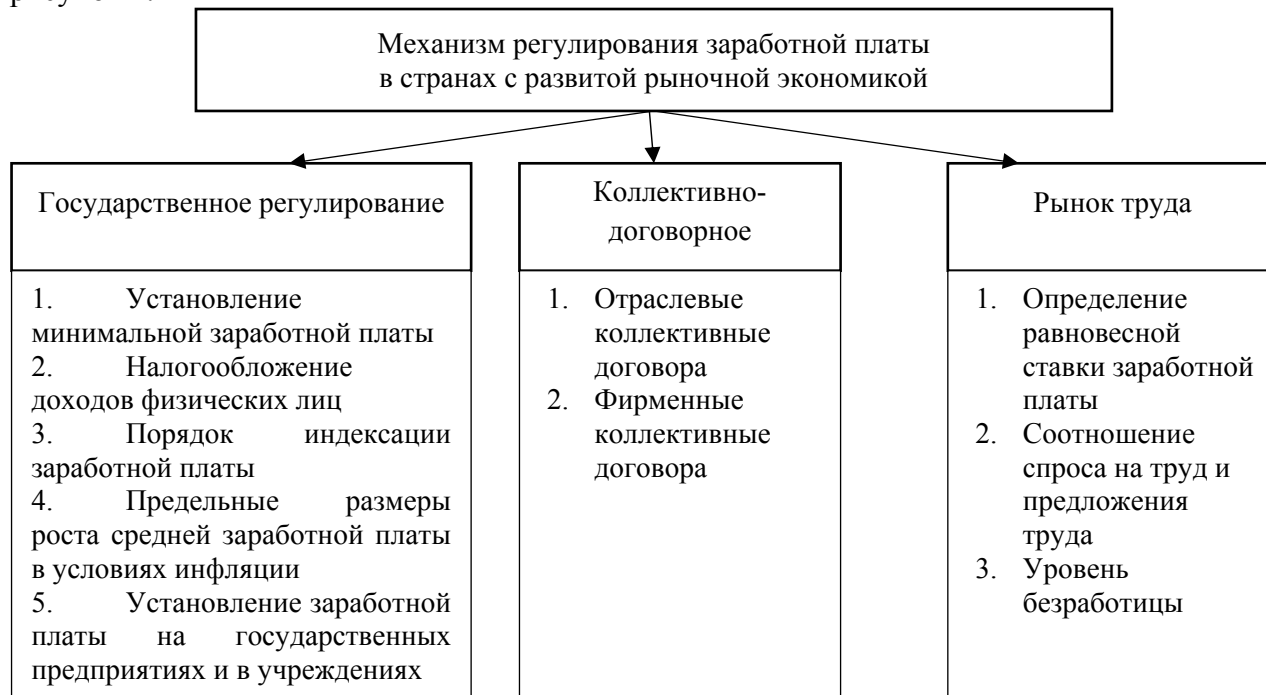 Механизм регулирования заработной платы
в странах с развитой рыночной экономикой
Государственное регулирование
Коллективно-
договорное
Рынок труда
1. Установление
минимальной заработной платы
2. Налогообложение
доходов физических лиц
3. Порядок индексации
заработной платы
4. Предельные размеры
роста средней заработной платы
в условиях инфляции
5. Установление заработной
платы на государственных
предприятиях и в учреждениях
1. Отраслевые
коллективные
договора
2. Фирменные
коллективные
договора
1. Определение
равновесной
ставки заработной
платы
2. Соотношение
спроса на труд и
предложения
труда
3. Уровень
безработицы